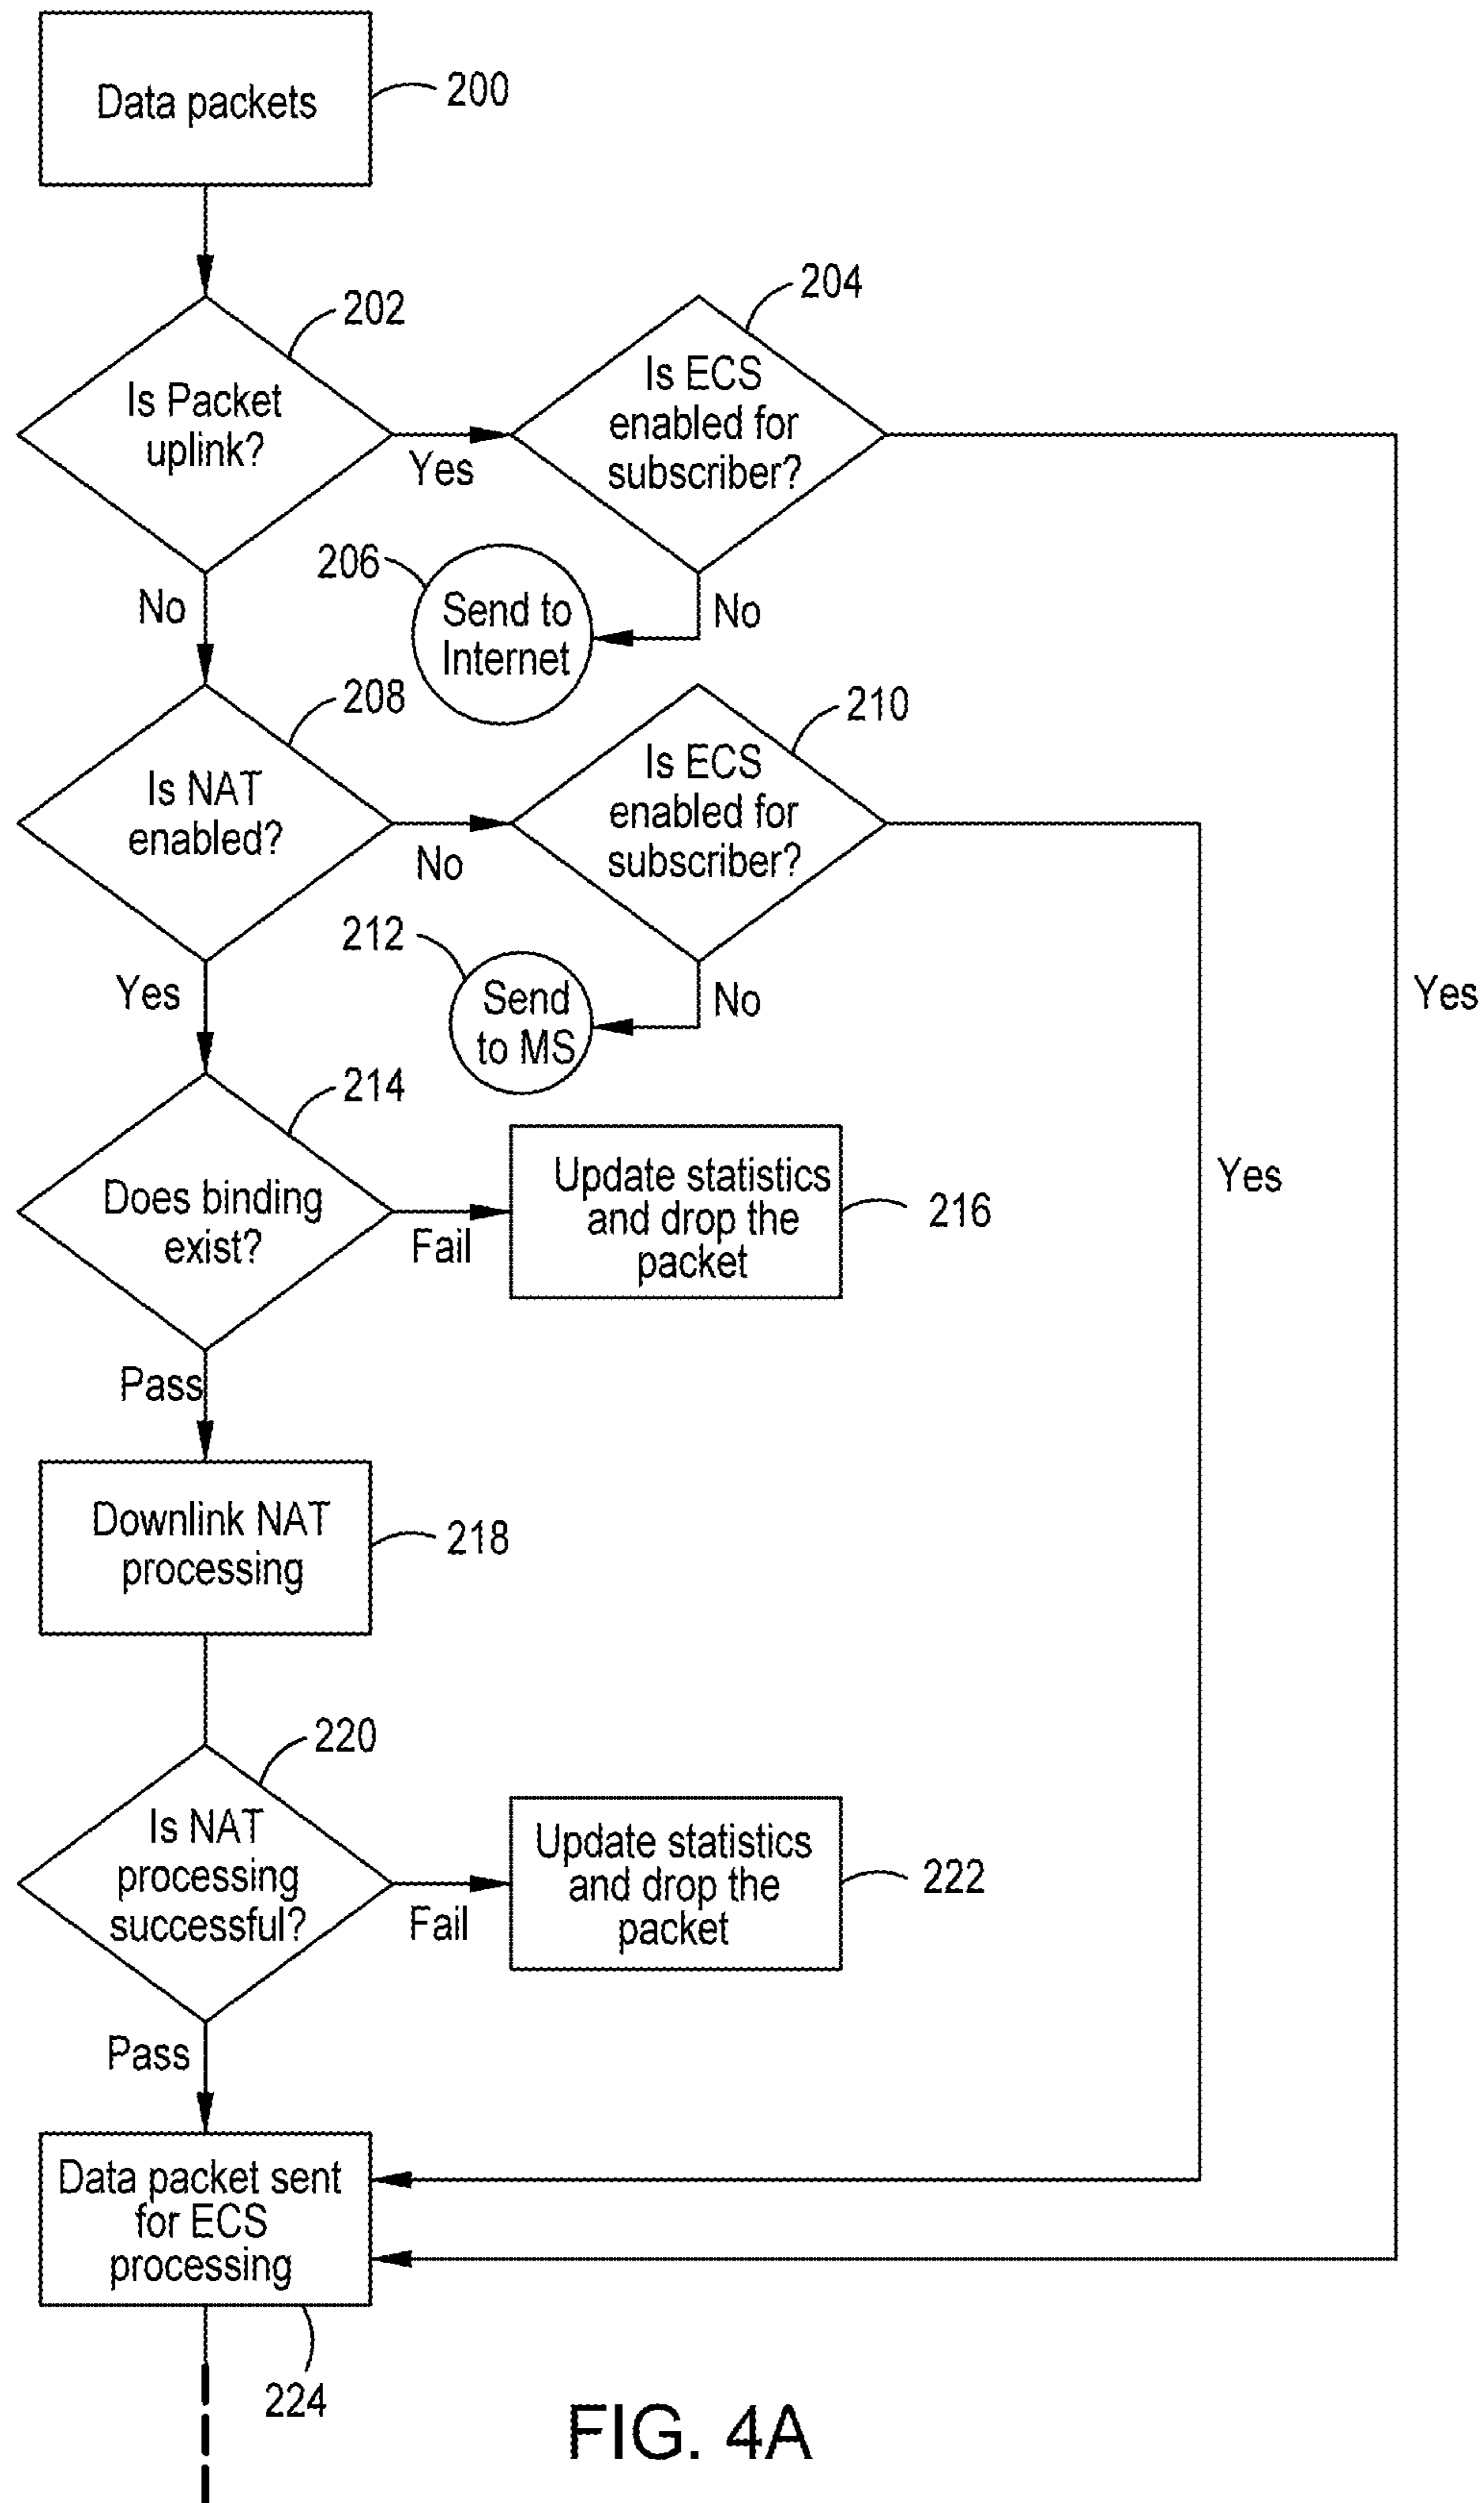 Data packets
200
202
Is Packet
uplink?
Yes
204
Is ECS
enabled for
subscriber?
No
206
Send to
Internet
No
208
Is NAT
enabled?
No
210
Is ECS
enabled for
subscriber?
No
212
Send
to MS
Yes
Yes
Yes
214
Does binding
exist?
Fail
Update statistics
and drop the
packet
216
Pass
Downlink NAT
processing
218
220
Is NAT
processing
successful?
Fail
Update statistics
and drop the
packet
222
Pass
Data packet sent
for ECS
processing
224
FIG. 4A